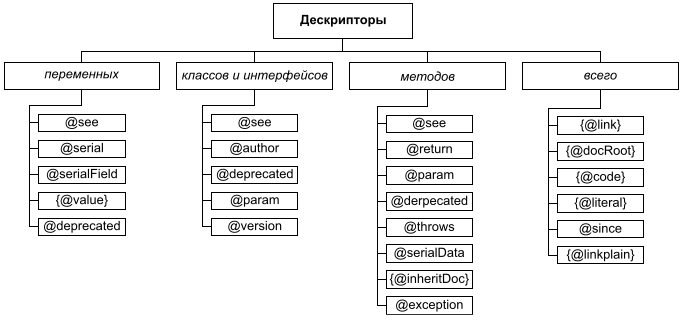 Дескрипторы
переменных
@see
@serial
@serialField
{@value}
@deprecated
классов и интерфейсов
@see
@author
@deprecated
@param
@version
методов
@see
@return
@param
@derpecated
@throws
@serialData
{@inheritDoc}
@exception
всего
{@link}
{@docRoot}
{@code}
{@literal}
@since
{@linkplain}